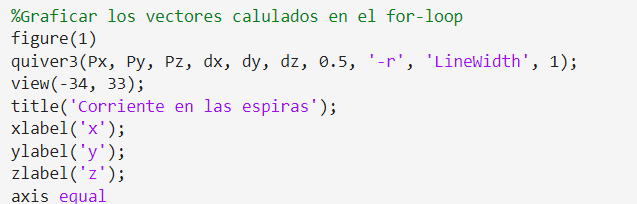 %Graficar los vectores calulados en el for-loop
figure(1)
quiver3(Px, Py, Pz, dx, dy, dz, 0.5, '-r', 'LineWidth', 1);
view(-34, 33);
title('Corriente en las espiras');
xlabel('x');
ylabel('y');
zlabel('z');
axis equal